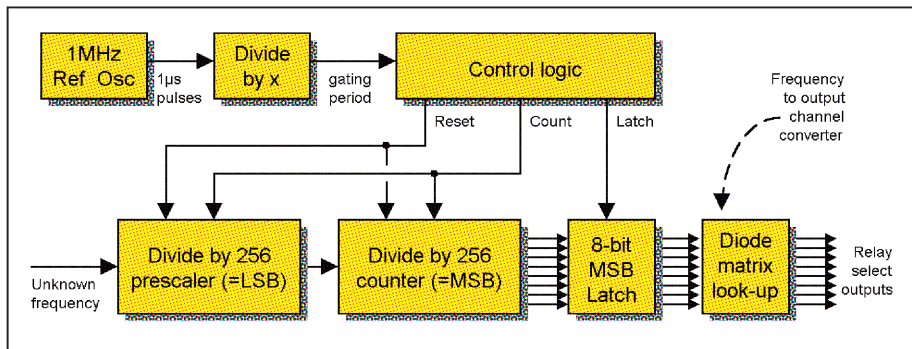 1MHz
Ref Osc
1µs
pulses
Divide
by x
gating
period
Control logic
Frequency
to output
channel
converter
Reset
Count
Latch
Unknown
frequency
Divide by 256
prescaler (=LSB)
Divide by 256
counter (=MSB)
8-bit
MSB
Latch
Diode
matrix
look-up
Relay
select
outputs